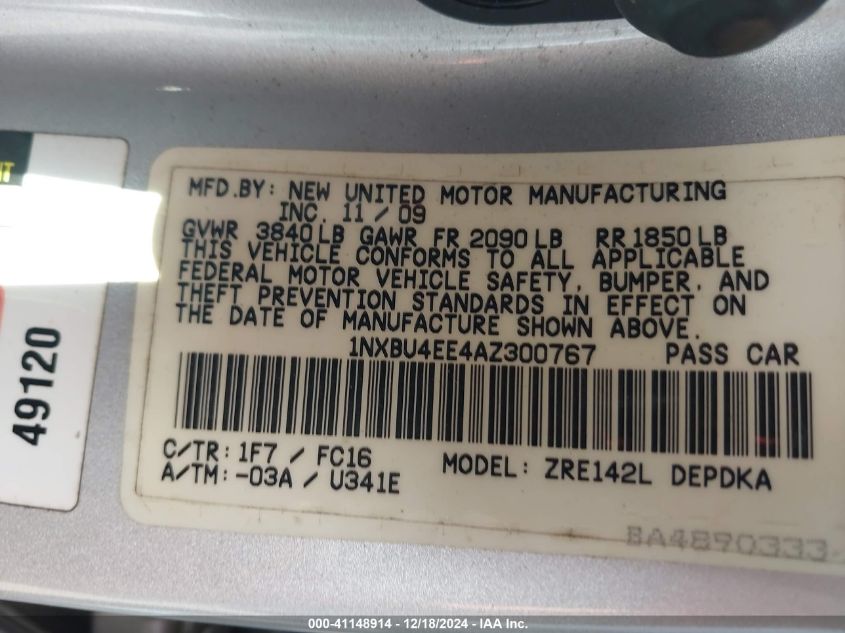 MFD.BY: NEW UNITED MOTOR MANUFACTURING
INC. 11 / 09
GVWR 3840 LB GAWR FR 2090 LB RR 1850 LB
THIS VEHICLE CONFORMS TO ALL APPLICABLE
FEDERAL MOTOR VEHICLE SAFETY, BUMPER, AND
THEFT PREVENTION STANDARDS IN EFFECT ON
THE DATE OF MANUFACTURE SHOWN ABOVE.
1NXBU4EE4AZ300767 PASS CAR
C/TR: 1F7 / FC16
A/TM: -03A / U341E
MODEL: ZRE142L DEPDKA
BA4890333
49120
000-41148914 - 12/18/2024 - IAA Inc.